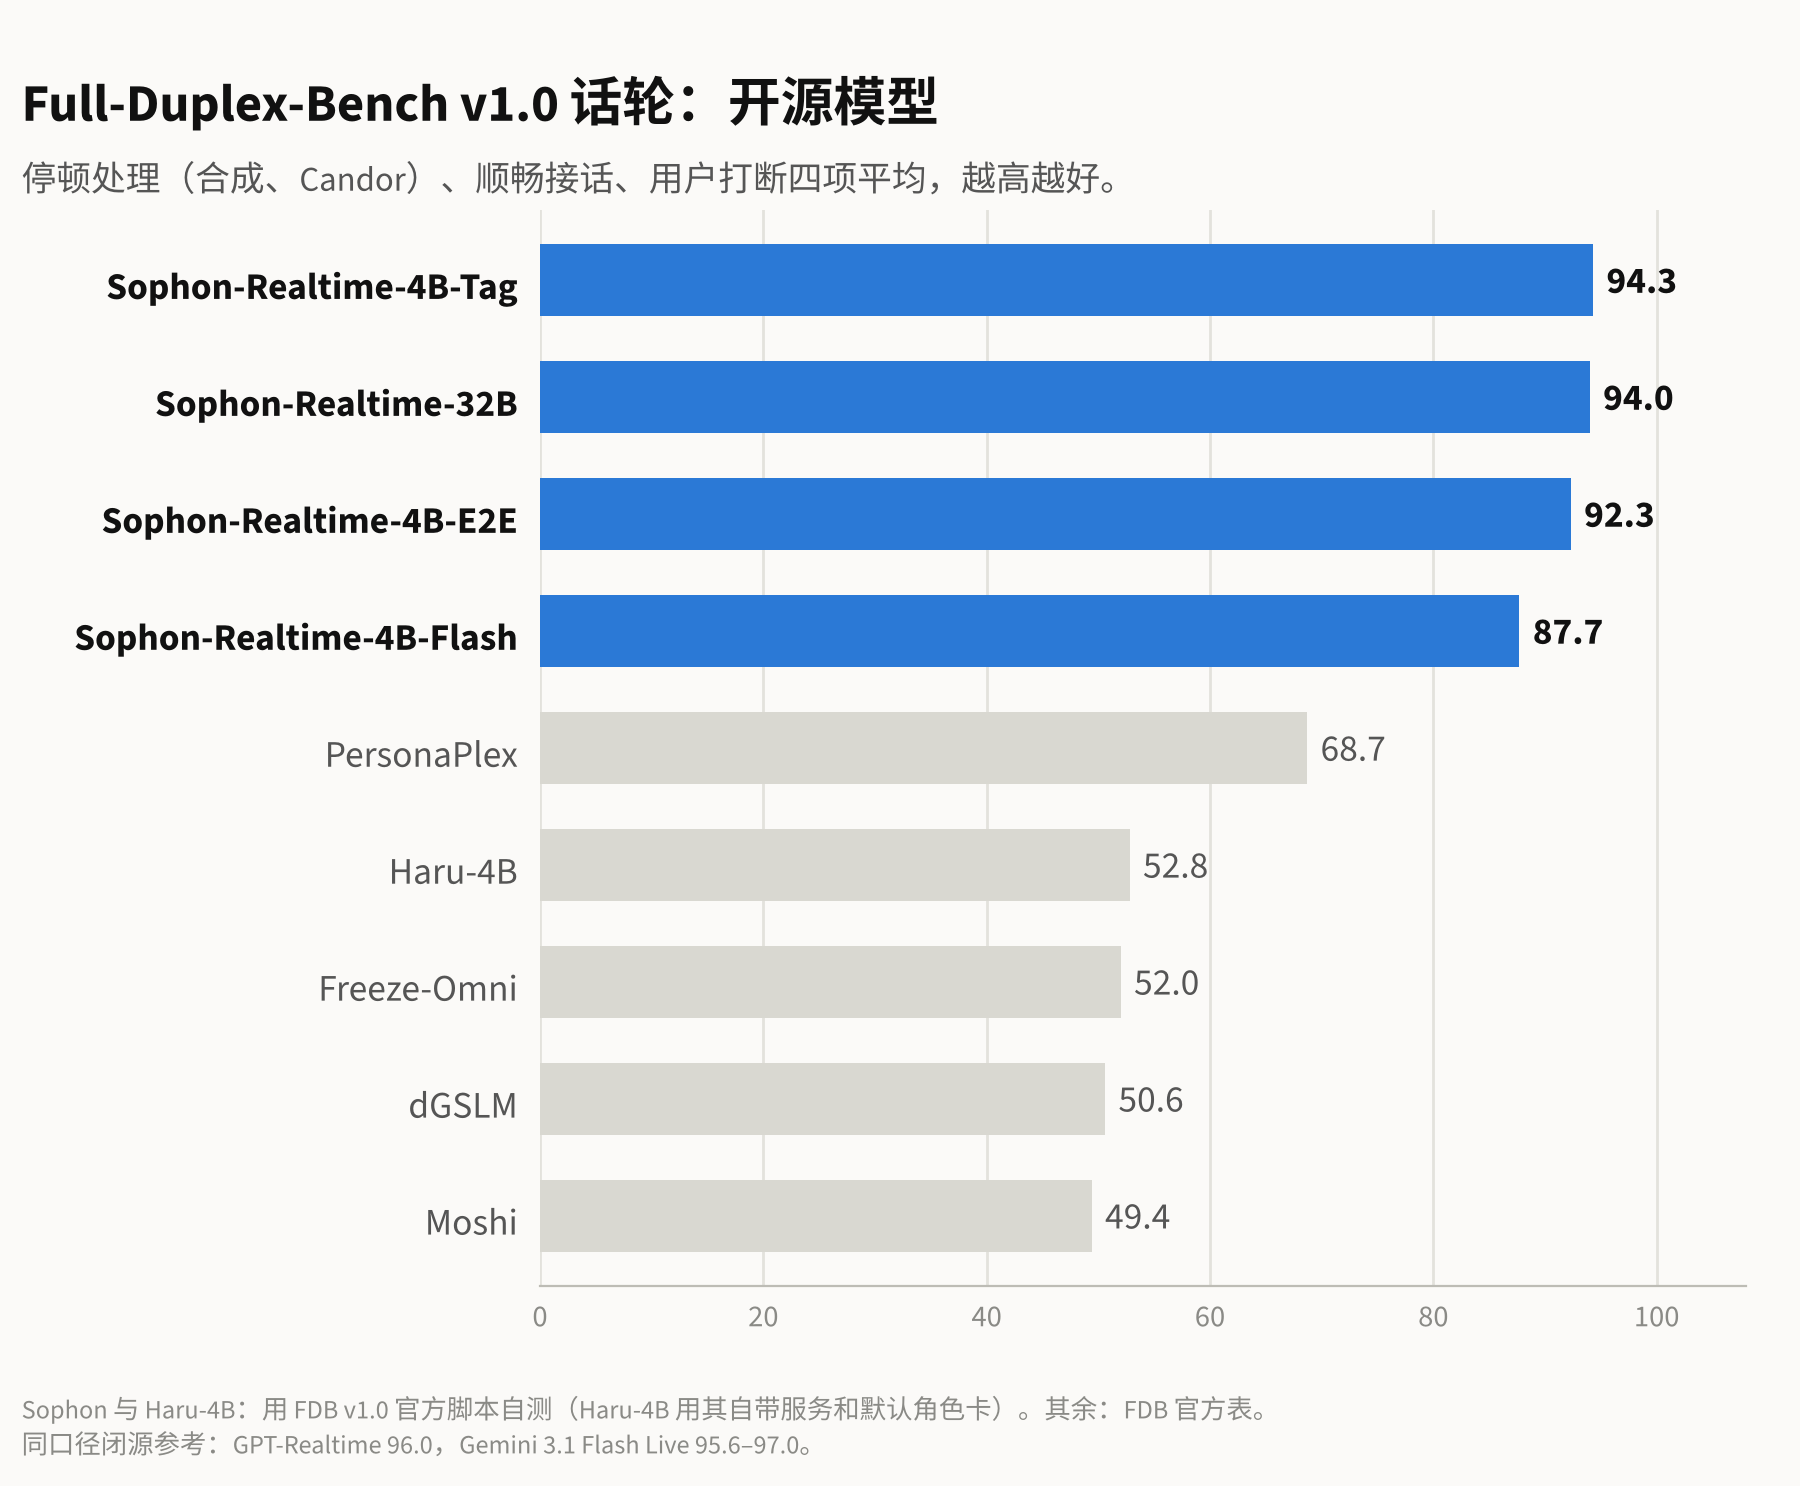 Full-Duplex-Bench v1.0 话轮：开源模型
停顿处理（合成、Candor）、顺畅接话、用户打断四项平均，越高越好。
Sophon-Realtime-4B-Tag 94.3
Sophon-Realtime-32B 94.0
Sophon-Realtime-4B-E2E 92.3
Sophon-Realtime-4B-Flash 87.7
PersonaPlex 68.7
Haru-4B 52.8
Freeze-Omni 52.0
dGSLM 50.6
Moshi 49.4
0 20 40 60 80 100
Sophon 与 Haru-4B：用 FDB v1.0 官方脚本自测（Haru-4B 用其自带服务和默认角色卡）。其余：FDB 官方表。
同口径闭源参考：GPT-Realtime 96.0，Gemini 3.1 Flash Live 95.6–97.0。